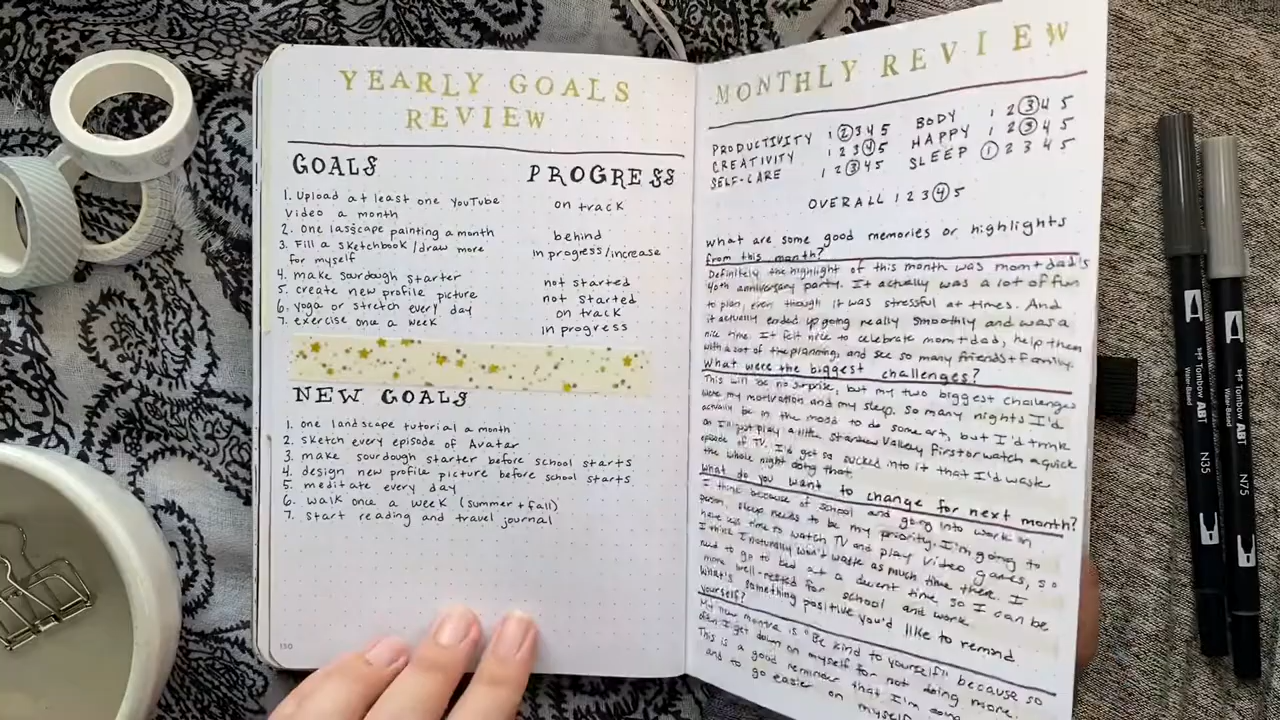 YEARLY GOALS
REVIEW
GOALS
PROGRESS
1. Upload at least one YouTube
video a month
on track
2. One lasscape painting a month
behind
3. Fill a sketchbook/draw more
for myself
in progress/increase
4. make sourdough starter
not started
5. create new profile picture
not started
6. yoga or stretch every day
on track
7. exercise once a week
in progress
NEW GOALS
1. one landscape tutorial a month
2. sketch every episode of Avatar
3. make sourdough starter before school starts
4. design new profile picture before school starts
5. meditate every day
6. walk once a week (summer + fall)
7. start reading and travel journal
130
MONTHLY REVIEW
PRODUCTIVITY 1 2 3 4 5
CREATIVITY 1 2 3 4 5
SELF-CARE 1 2 3 4 5
BODY 1 2 3 4 5
HAPPY 1 2 3 4 5
SLEEP 1 2 3 4 5
OVERALL 1 2 3 4 5
what are some good memories or highlights
from this month?
Definitely the highlight of this month was mom + dad's
40th anniversary party. It actually was a lot of fun
to plan, even though it was stressful at times. And
it actually ended up going really smoothly and was a
nice time. It felt nice to celebrate mom + dad, help them
with a lot of the planning, and see so many friends + family.
What were the biggest challenges?
This will be no surprise, but my two biggest challenges
were my motivation and my sleep. So many nights I'd
actually be in the mood to do some art, but I'd think
oh I'll just play a little Stardew Valley first or watch a quick
episode of TV. I'd get so sucked into it that I'd waste
the whole night doing that.
What do you want to change for next month?
I think because of school and going into work in
person, sleep needs to be my priority. I'm going to
have less time to watch TV and play video games, so
I think I naturally won't waste as much time there. I
need to go to bed at a decent time so I can be
more well-rested for school and work.
What's something positive you'd like to remind
yourself?
My new mantra is "Be kind to yourself" because so
often I get down on myself for not doing more.
This is a good reminder that I'm
and to go easier on myself
Tombow ABT
Water-Based
N35
Tombow ABT
Water-Based
N75